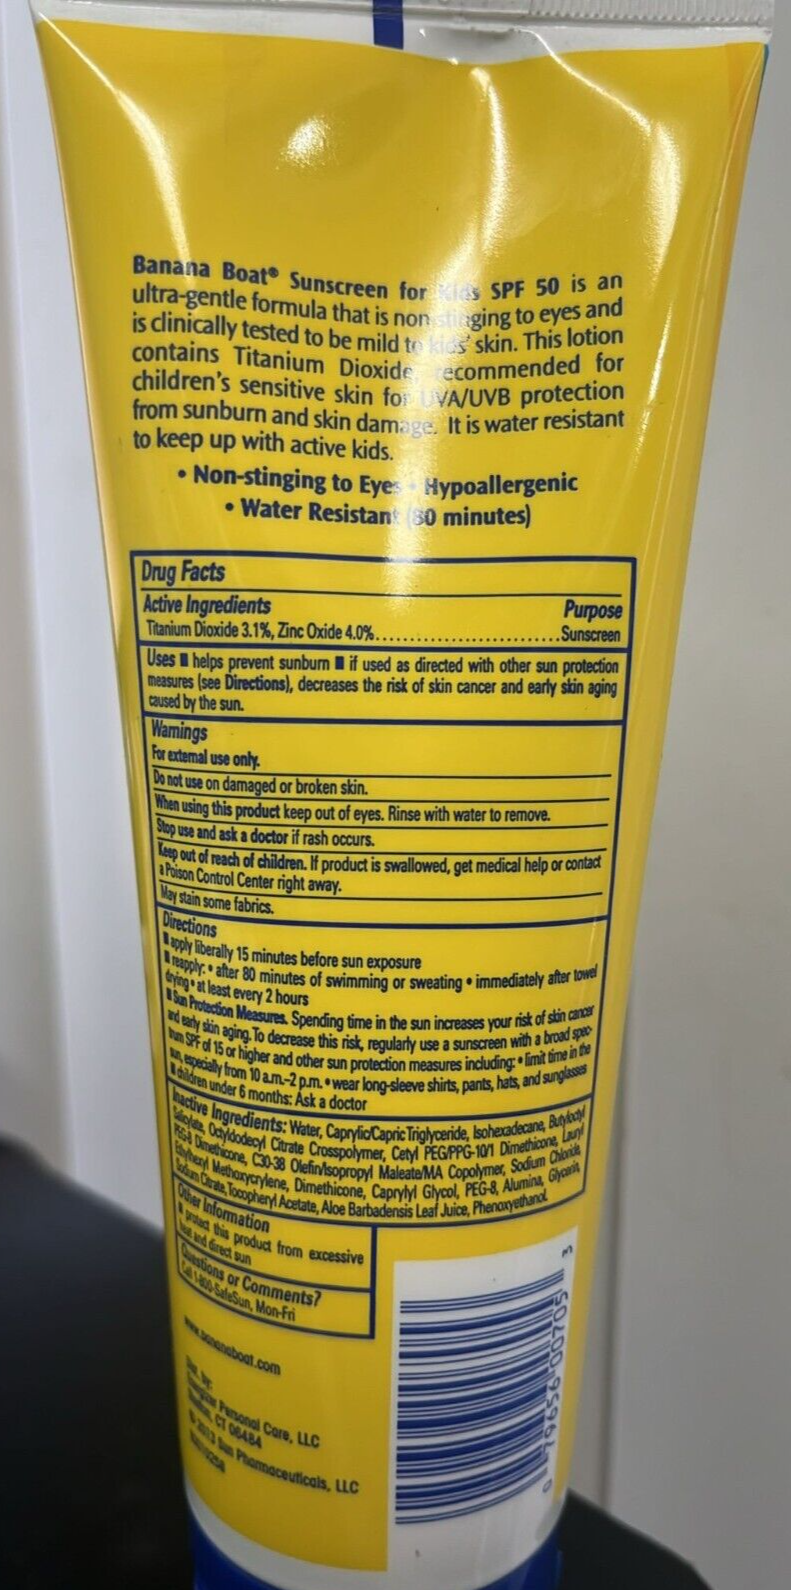 Banana Boat® Sunscreen for Kids SPF 50 is an
ultra-gentle formula that is non stinging to eyes and
is clinically tested to be mild to kids' skin. This lotion
contains Titanium Dioxide, recommended for
children's sensitive skin for UVA/UVB protection
from sunburn and skin damage. It is water resistant
to keep up with active kids.
• Non-stinging to Eyes • Hypoallergenic
• Water Resistant (80 minutes)
Drug Facts
Active Ingredients Purpose
Titanium Dioxide 3.1%, Zinc Oxide 4.0%............................Sunscreen
Uses ■ helps prevent sunburn ■ if used as directed with other sun protection
measures (see Directions), decreases the risk of skin cancer and early skin aging
caused by the sun.
Warnings
For external use only.
Do not use on damaged or broken skin.
When using this product keep out of eyes. Rinse with water to remove.
Stop use and ask a doctor if rash occurs.
Keep out of reach of children. If product is swallowed, get medical help or contact
a Poison Control Center right away.
May stain some fabrics.
Directions
■ apply liberally 15 minutes before sun exposure
■ reapply: • after 80 minutes of swimming or sweating • immediately after towel
drying • at least every 2 hours
■ Sun Protection Measures. Spending time in the sun increases your risk of skin cancer
and early skin aging. To decrease this risk, regularly use a sunscreen with a broad spec-
trum SPF of 15 or higher and other sun protection measures including: • limit time in the
sun, especially from 10 a.m.–2 p.m. • wear long-sleeve shirts, pants, hats, and sunglasses
■ children under 6 months: Ask a doctor
Inactive Ingredients: Water, Caprylic/Capric Triglyceride, Isohexadecane, Butyloctyl
Salicylate, Octyldodecyl Citrate Crosspolymer, Cetyl PEG/PPG-10/1 Dimethicone, Lauryl
PEG-8 Dimethicone, C30-38 Olefin/Isopropyl Maleate/MA Copolymer, Sodium Chloride,
Ethylhexyl Methoxycrylene, Dimethicone, Caprylyl Glycol, PEG-8, Alumina, Glycerin,
Sodium Citrate, Tocopheryl Acetate, Aloe Barbadensis Leaf Juice, Phenoxyethanol.
Other Information
■ protect this product from excessive
heat and direct sun
Questions or Comments?
Call 1-800-SafeSun, Mon-Fri
www.bananaboat.com
Dist. by:
Energizer Personal Care, LLC
Shelton, CT 06484
© 2013 Sun Pharmaceuticals, LLC
0 79656 00705 3